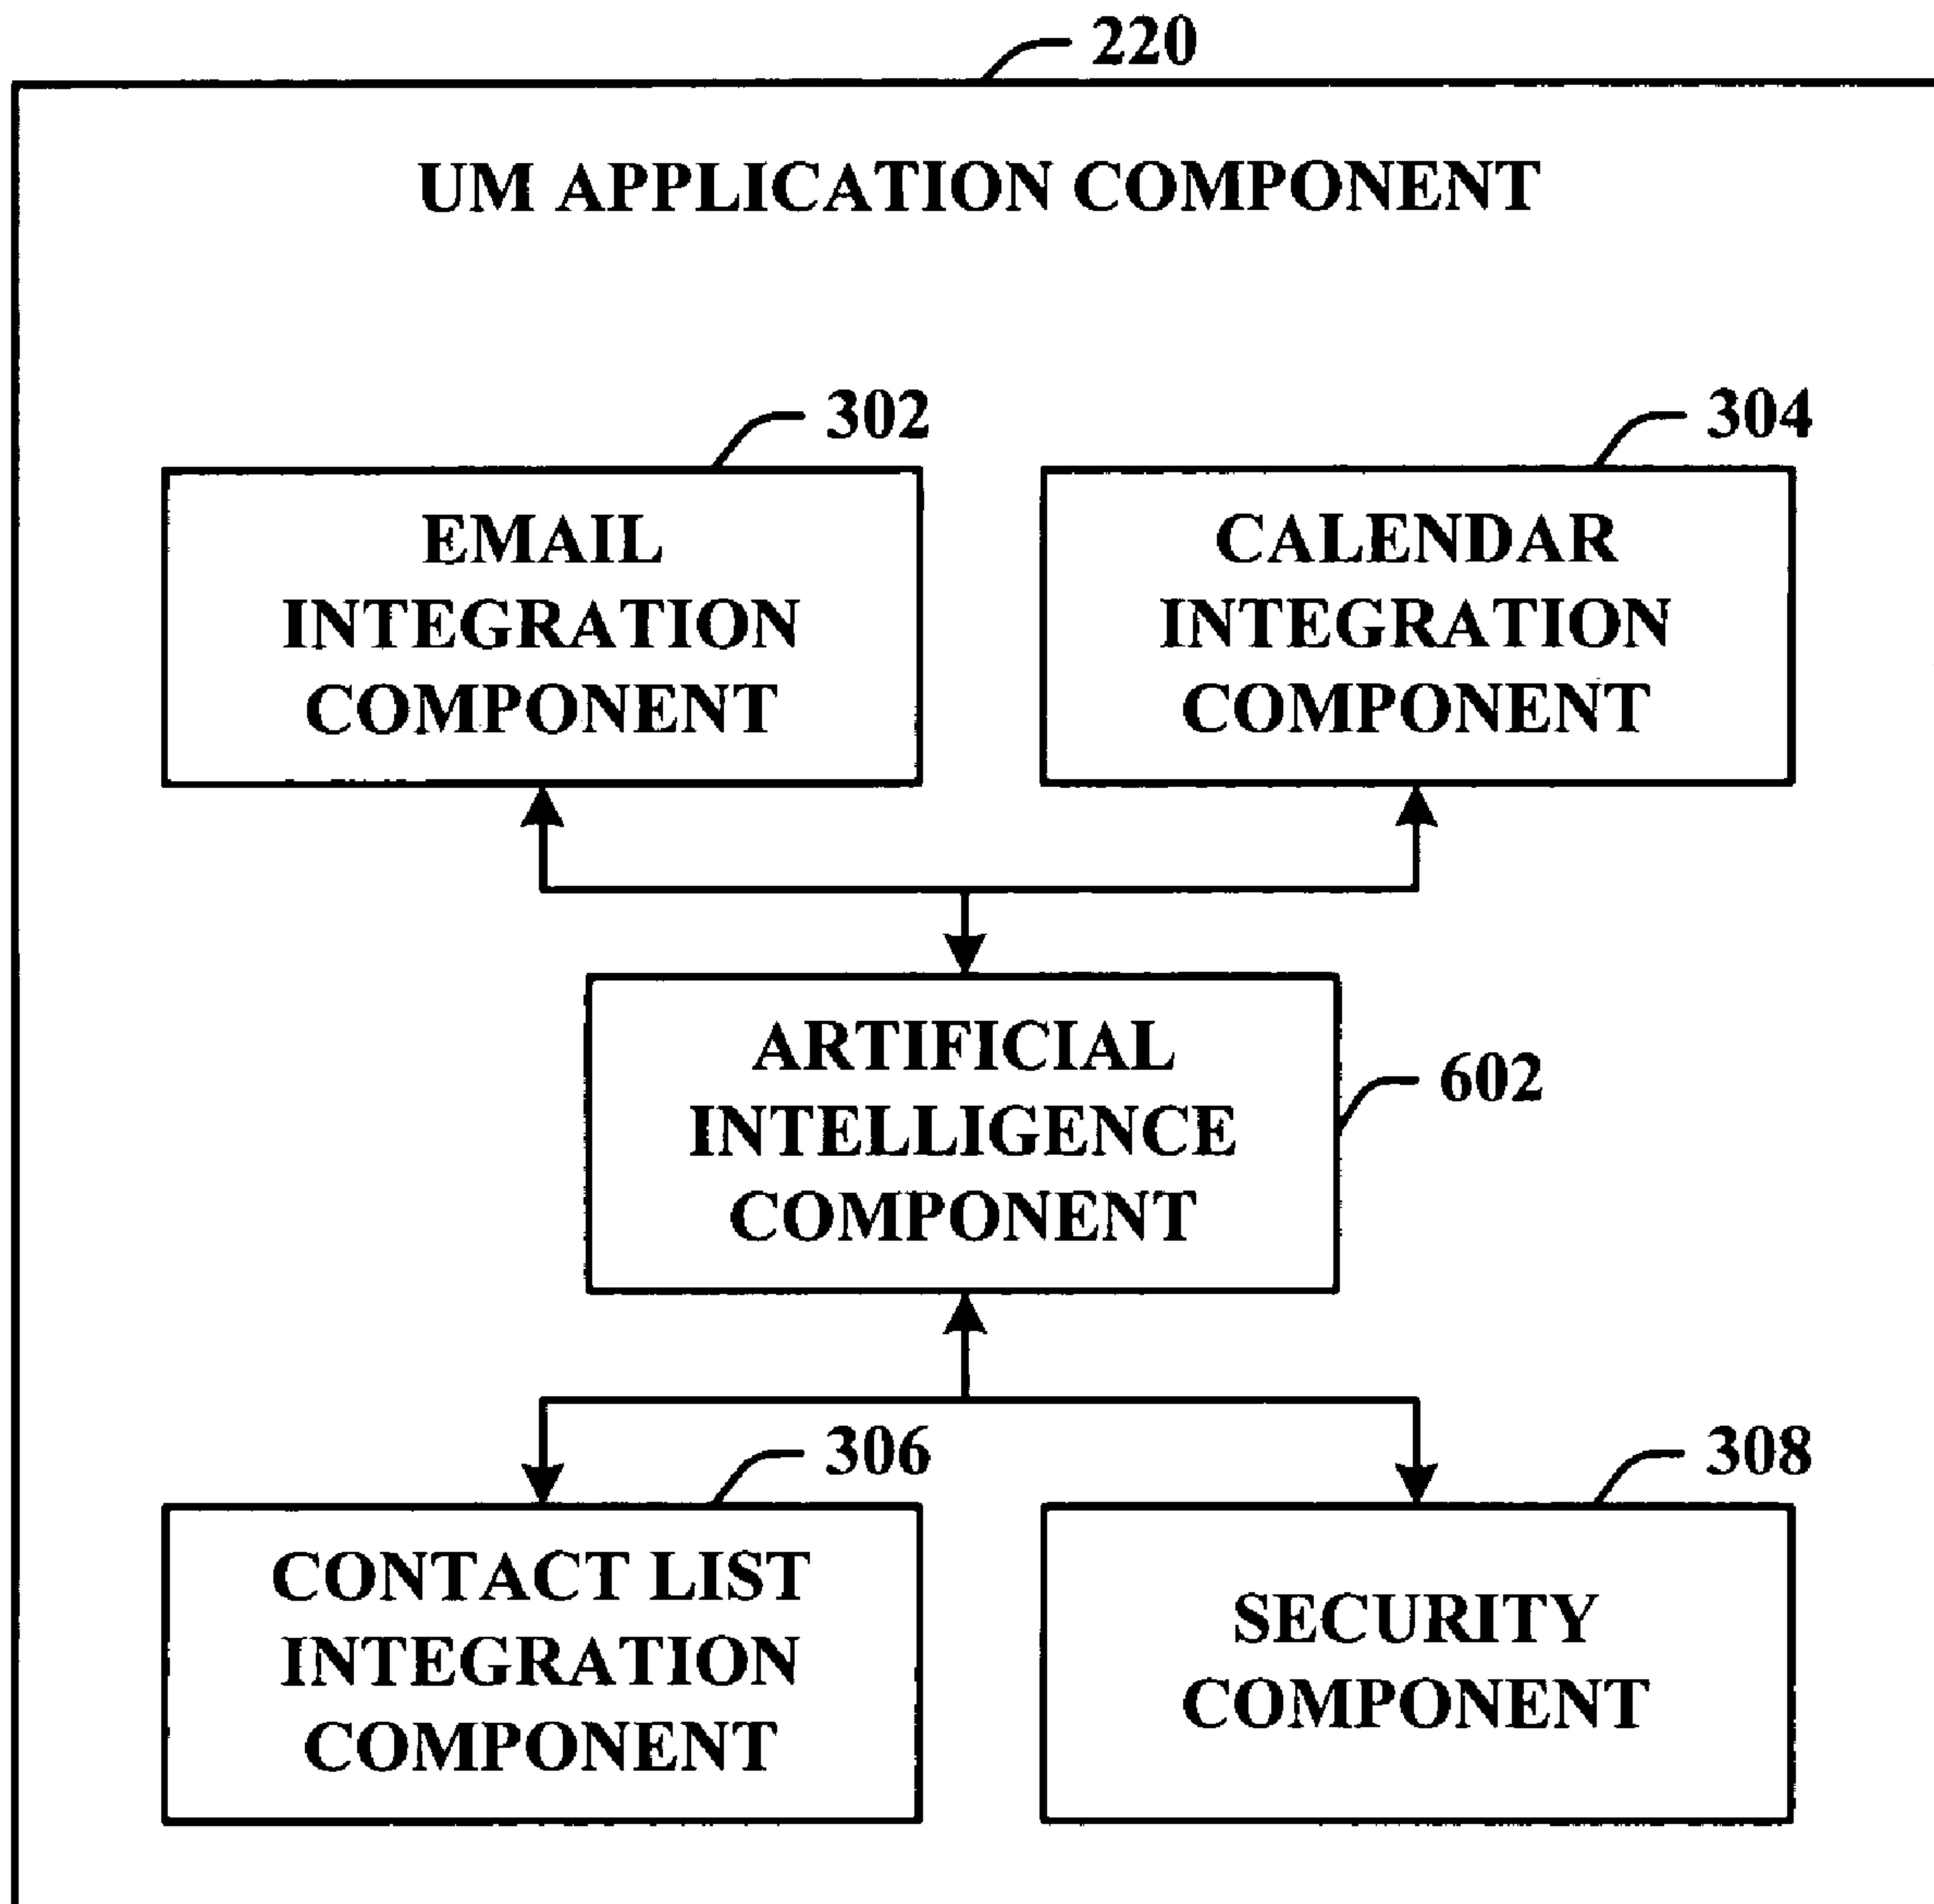 220
UM APPLICATION COMPONENT
302
304
EMAIL
INTEGRATION
COMPONENT
CALENDAR
INTEGRATION
COMPONENT
ARTIFICIAL
INTELLIGENCE
COMPONENT
602
306
308
CONTACT LIST
INTEGRATION
COMPONENT
SECURITY
COMPONENT